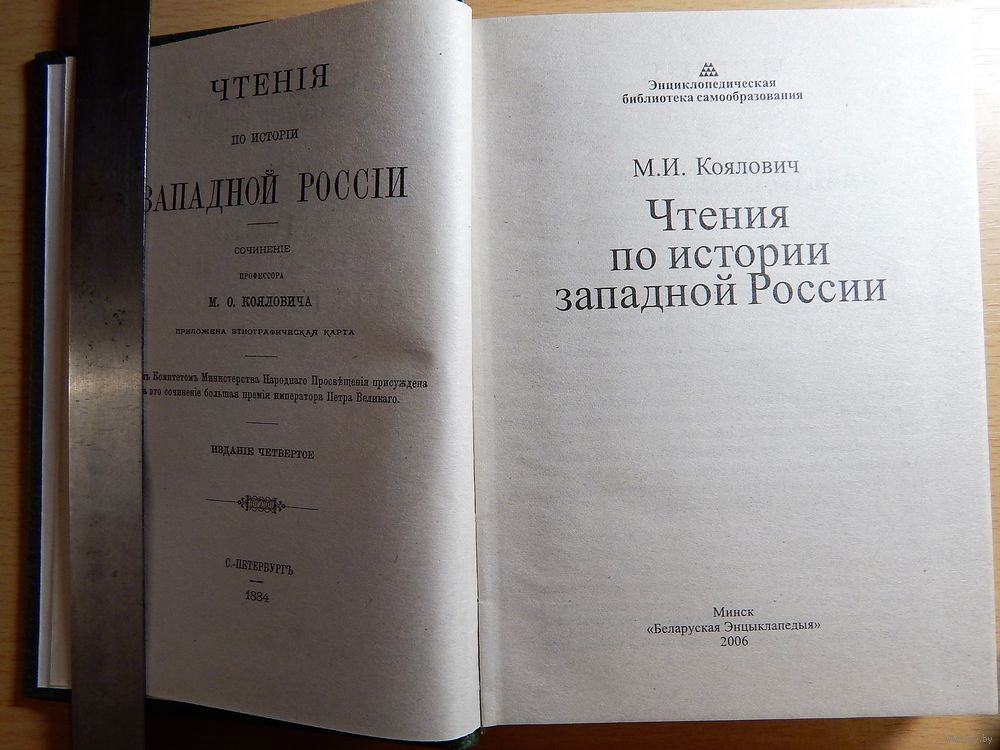 ЧТЕНІЯ
ПО ИСТОРІИ
ЗАПАДНОЙ РОССІИ
СОЧИНЕНІЕ
ПРОФЕССОРА
М. О. КОЯЛОВИЧА
ПРИЛОЖЕНА ЭТНОГРАФИЧЕСКАЯ КАРТА
Комитетомъ Министерства Народнаго Просвѣщенія присуждена
это сочиненіе большая премія императора Петра Великаго.
ИЗДАНІЕ ЧЕТВЕРТОЕ
С.-ПЕТЕРБУРГЪ
1884
Энциклопедическая
библиотека самообразования
М.И. Коялович
Чтения
по истории
западной России
Минск
«Беларуская Энцыклапедыя»
2006